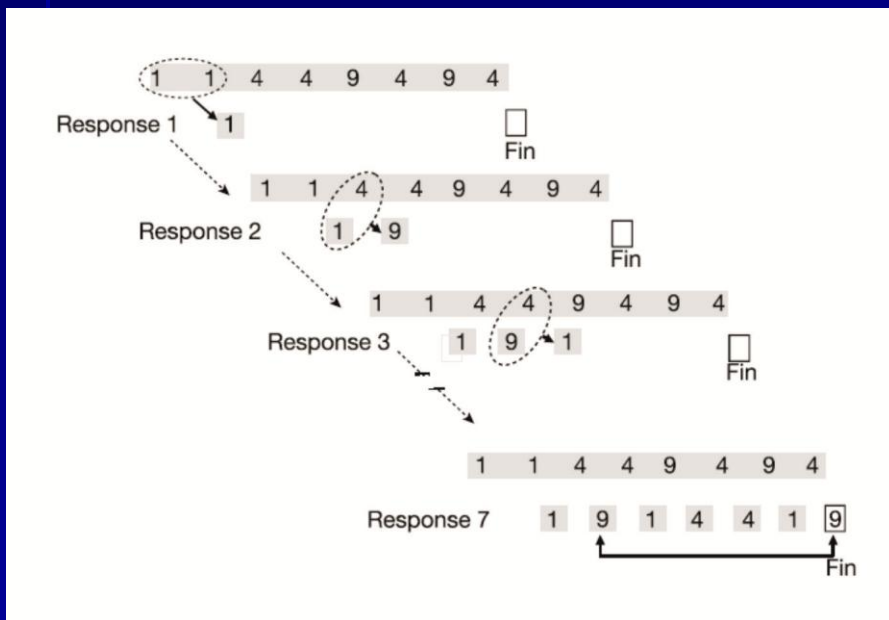 1 1 4 4 9 4 9 4
Response 1 1
Fin
1 1 4 4 9 4 9 4
Response 2 1 9
Fin
1 1 4 4 9 4 9 4
Response 3 1 9 1
Fin
1 1 4 4 9 4 9 4
Response 7 1 9 1 4 4 1 9
Fin